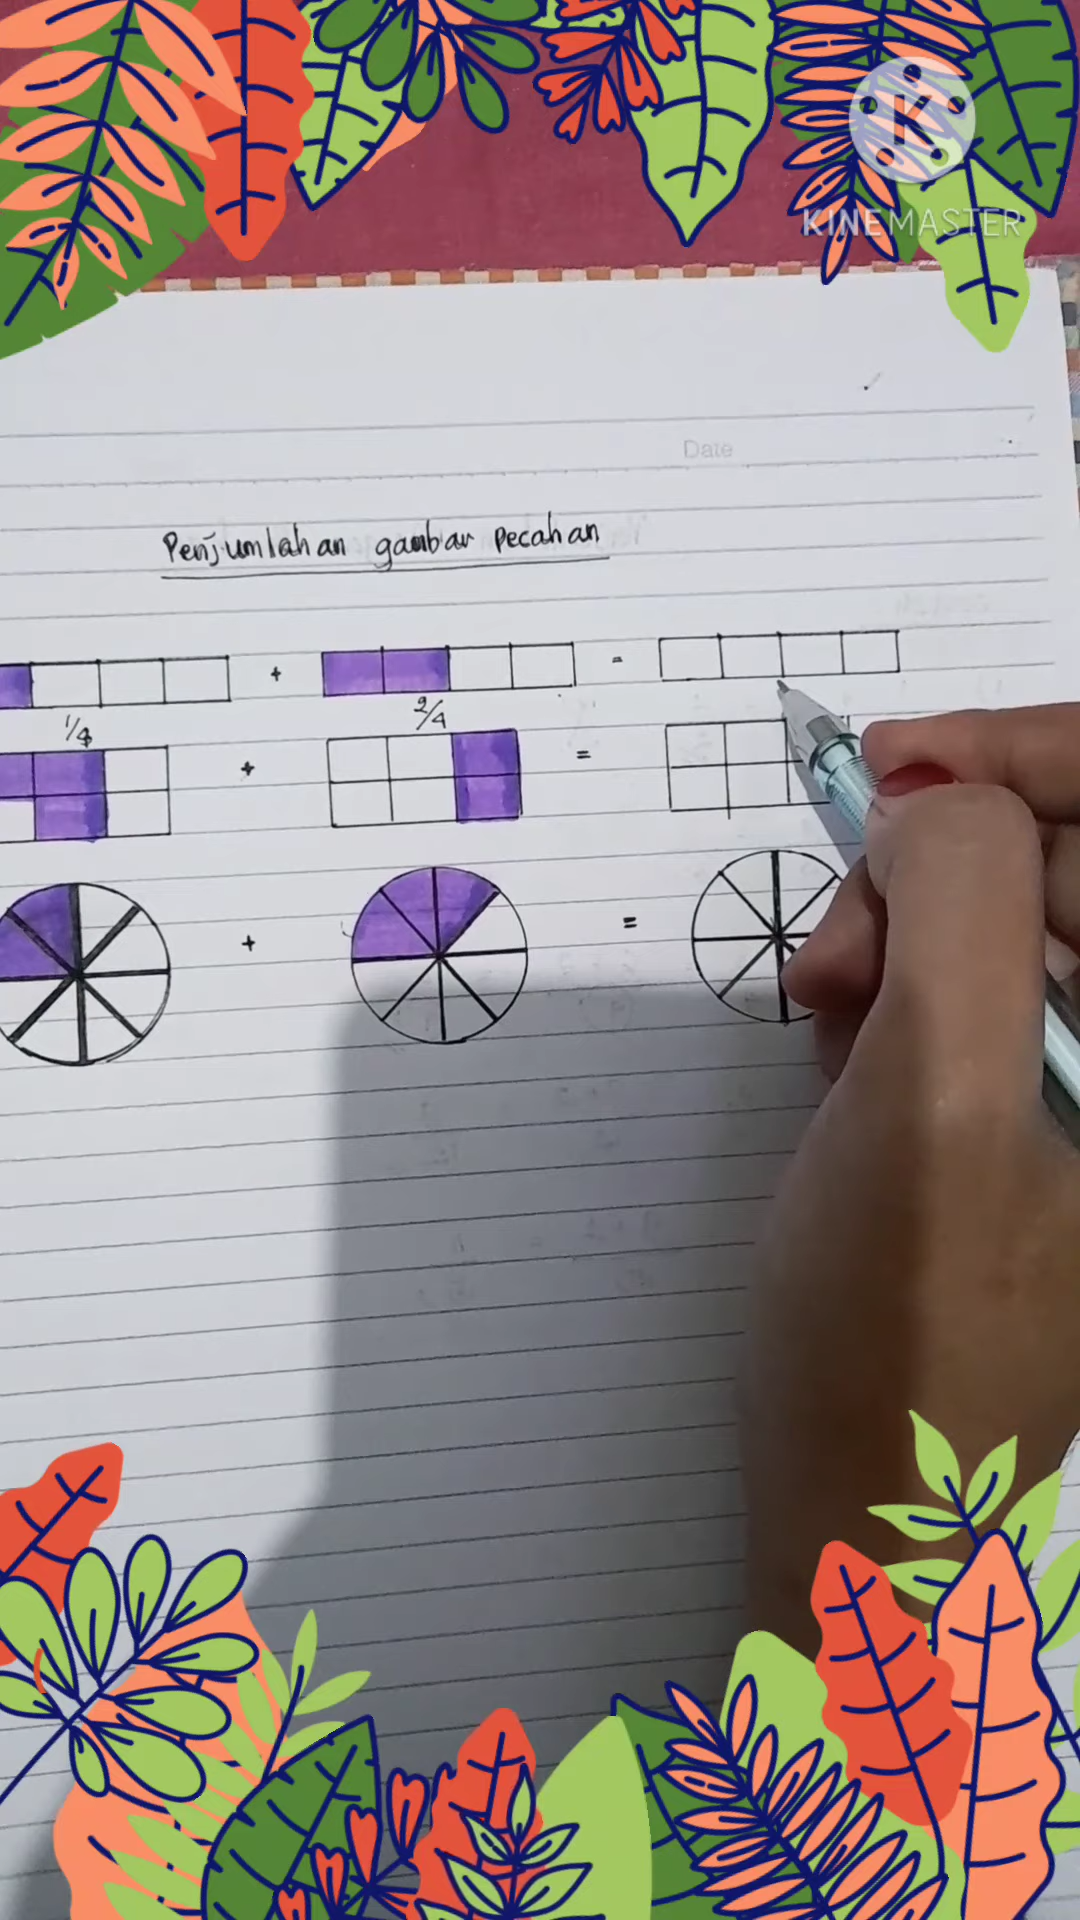 KINEMASTER
Date
Penjumlahan gambar pecahan
+ =
1/4 2/4
+ =
+ =